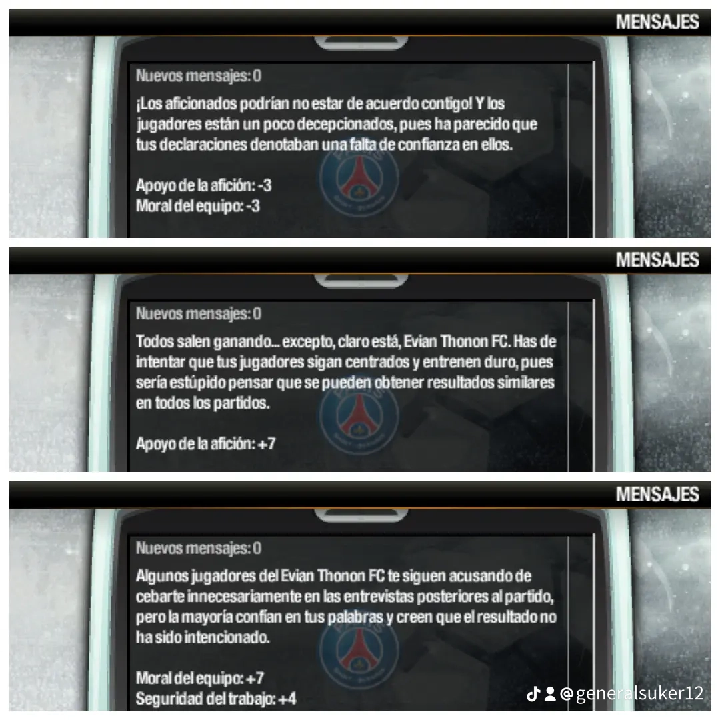 MENSAJES
Nuevos mensajes: 0
¡Los aficionados podrían no estar de acuerdo contigo! Y los
jugadores están un poco decepcionados, pues ha parecido que
tus declaraciones denotaban una falta de confianza en ellos.
Apoyo de la afición: -3
Moral del equipo: -3
MENSAJES
Nuevos mensajes: 0
Todos salen ganando... excepto, claro está, Evian Thonon FC. Has de
intentar que tus jugadores sigan centrados y entrenen duro, pues
sería estúpido pensar que se pueden obtener resultados similares
en todos los partidos.
Apoyo de la afición: +7
MENSAJES
Nuevos mensajes: 0
Algunos jugadores del Evian Thonon FC te siguen acusando de
cebarte innecesariamente en las entrevistas posteriores al partido,
pero la mayoría confían en tus palabras y creen que el resultado no
ha sido intencionado.
Moral del equipo: +7
Seguridad del trabajo: +4
@generalsuker12